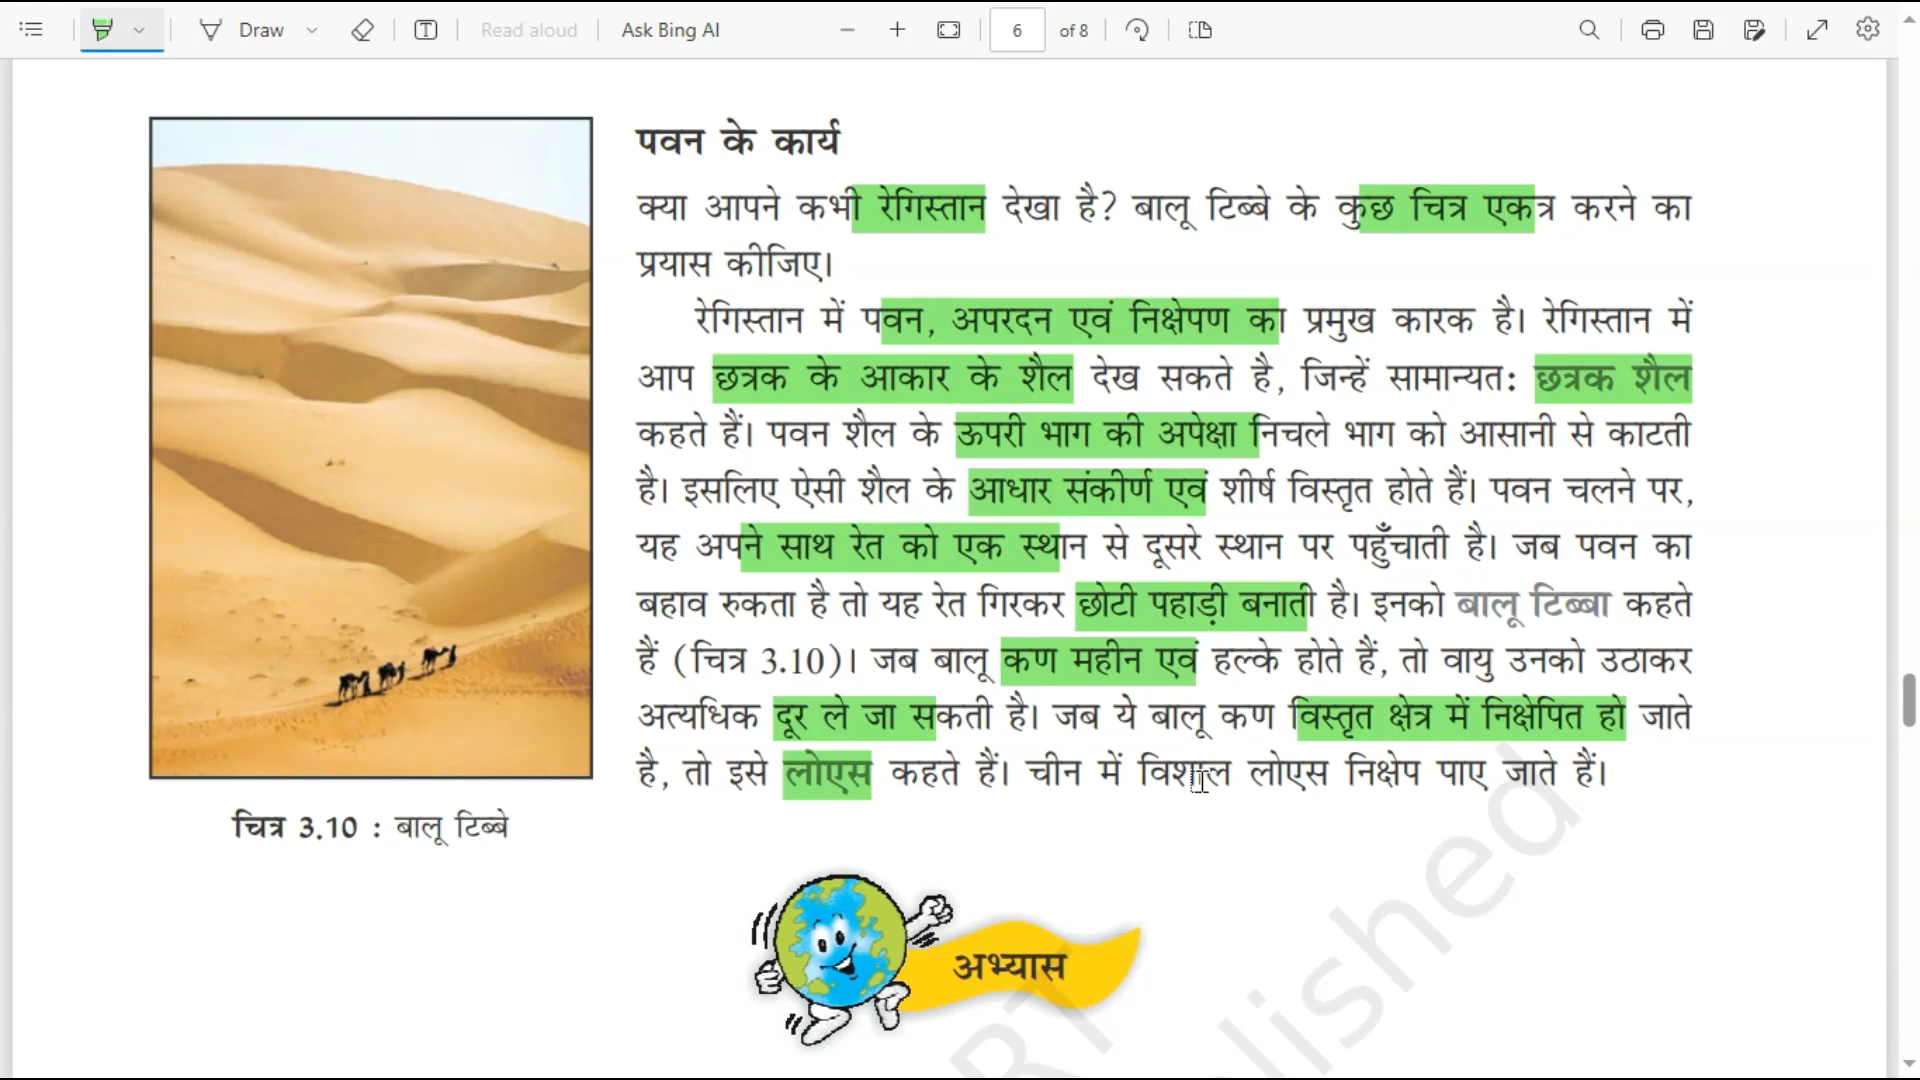 Draw
Read aloud
Ask Bing AI
6 of 8
पवन के कार्य
क्या आपने कभी रेगिस्तान देखा है? बालू टिब्बे के कुछ चित्र एकत्र करने का
प्रयास कीजिए।
रेगिस्तान में पवन, अपरदन एवं निक्षेपण का प्रमुख कारक है। रेगिस्तान में
आप छत्रक के आकार के शैल देख सकते है, जिन्हें सामान्यत: छत्रक शैल
कहते हैं। पवन शैल के ऊपरी भाग की अपेक्षा निचले भाग को आसानी से काटती
है। इसलिए ऐसी शैल के आधार संकीर्ण एवं शीर्ष विस्तृत होते हैं। पवन चलने पर,
यह अपने साथ रेत को एक स्थान से दूसरे स्थान पर पहुँचाती है। जब पवन का
बहाव रुकता है तो यह रेत गिरकर छोटी पहाड़ी बनाती है। इनको बालू टिब्बा कहते
हैं (चित्र 3.10)। जब बालू कण महीन एवं हल्के होते हैं, तो वायु उनको उठाकर
अत्यधिक दूर ले जा सकती है। जब ये बालू कण विस्तृत क्षेत्र में निक्षेपित हो जाते
है, तो इसे लोएस कहते हैं। चीन में विशाल लोएस निक्षेप पाए जाते हैं।
चित्र 3.10 : बालू टिब्बे
अभ्यास